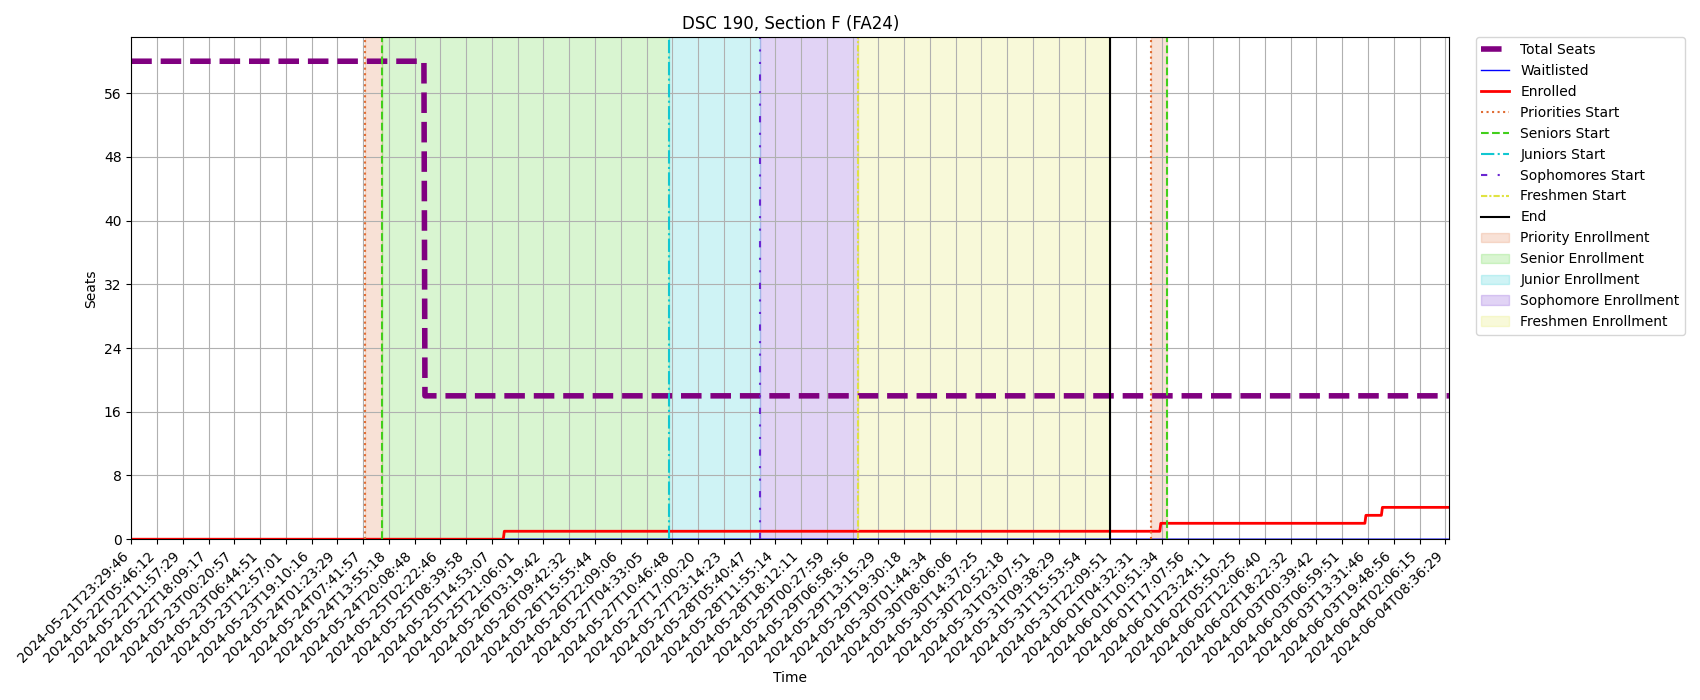 DSC 190, Section F (FA24)
Seats
56
48
40
32
24
16
8
0
2024-05-21T23:29:46
2024-05-22T05:46:12
2024-05-22T11:57:29
2024-05-22T18:09:17
2024-05-23T00:20:57
2024-05-23T06:44:51
2024-05-23T12:57:01
2024-05-23T19:10:16
2024-05-24T01:23:29
2024-05-24T07:41:57
2024-05-24T13:55:18
2024-05-24T20:08:48
2024-05-25T02:22:46
2024-05-25T08:39:58
2024-05-25T14:53:07
2024-05-25T21:06:01
2024-05-26T03:19:42
2024-05-26T09:42:32
2024-05-26T15:55:44
2024-05-26T22:09:06
2024-05-27T04:33:05
2024-05-27T10:46:48
2024-05-27T17:00:20
2024-05-27T23:14:23
2024-05-28T05:40:47
2024-05-28T11:55:14
2024-05-28T18:12:11
2024-05-29T00:27:59
2024-05-29T06:58:56
2024-05-29T13:15:29
2024-05-29T19:30:18
2024-05-30T01:44:34
2024-05-30T08:06:06
2024-05-30T14:37:25
2024-05-30T20:52:18
2024-05-31T03:07:51
2024-05-31T09:38:29
2024-05-31T15:53:54
2024-05-31T22:09:51
2024-06-01T04:32:31
2024-06-01T10:51:34
2024-06-01T17:07:56
2024-06-01T23:24:11
2024-06-02T05:50:25
2024-06-02T12:06:40
2024-06-02T18:22:32
2024-06-03T00:39:42
2024-06-03T06:59:51
2024-06-03T13:31:46
2024-06-03T19:48:56
2024-06-04T02:06:15
2024-06-04T08:36:29
Time
Total Seats
Waitlisted
Enrolled
Priorities Start
Seniors Start
Juniors Start
Sophomores Start
Freshmen Start
End
Priority Enrollment
Senior Enrollment
Junior Enrollment
Sophomore Enrollment
Freshmen Enrollment